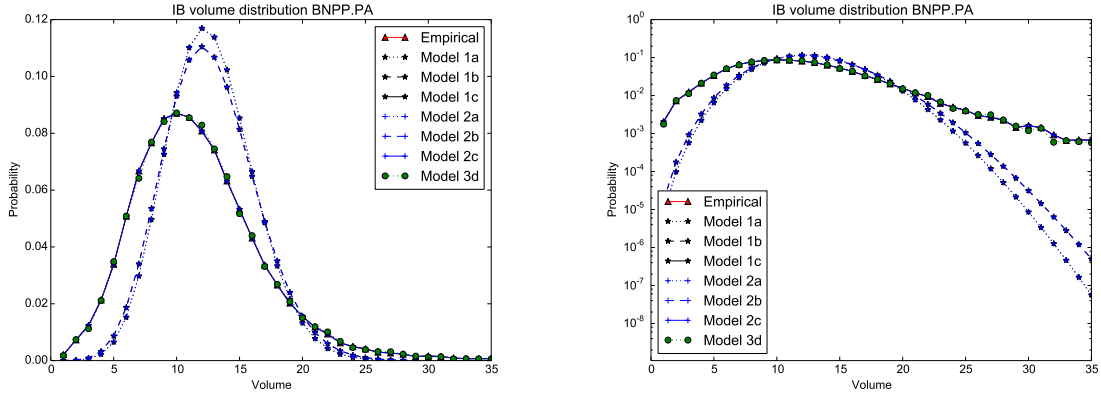 IB volume distribution BNPP.PA
0.12
0.10
0.08
0.06
0.04
0.02
0.00
Probability
0 5 10 15 20 25 30 35
Volume
Empirical
Model 1a
Model 1b
Model 1c
Model 2a
Model 2b
Model 2c
Model 3d
IB volume distribution BNPP.PA
10^0
10^-1
10^-2
10^-3
10^-4
10^-5
10^-6
10^-7
10^-8
Probability
0 5 10 15 20 25 30 35
Volume
Empirical
Model 1a
Model 1b
Model 1c
Model 2a
Model 2b
Model 2c
Model 3d